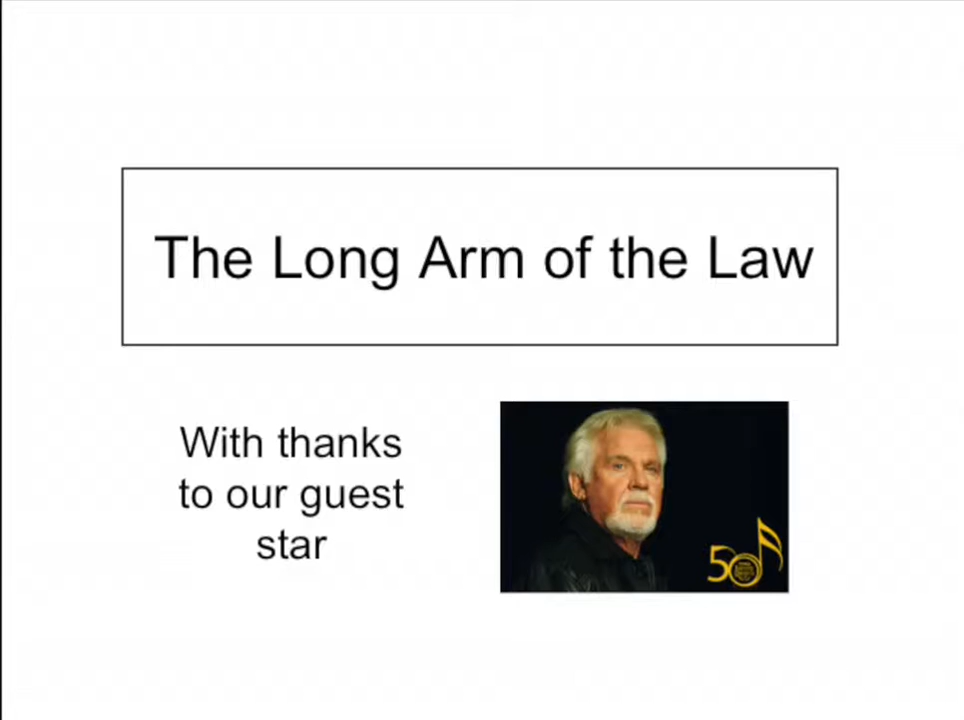 The Long Arm of the Law
With thanks
to our guest
star
50